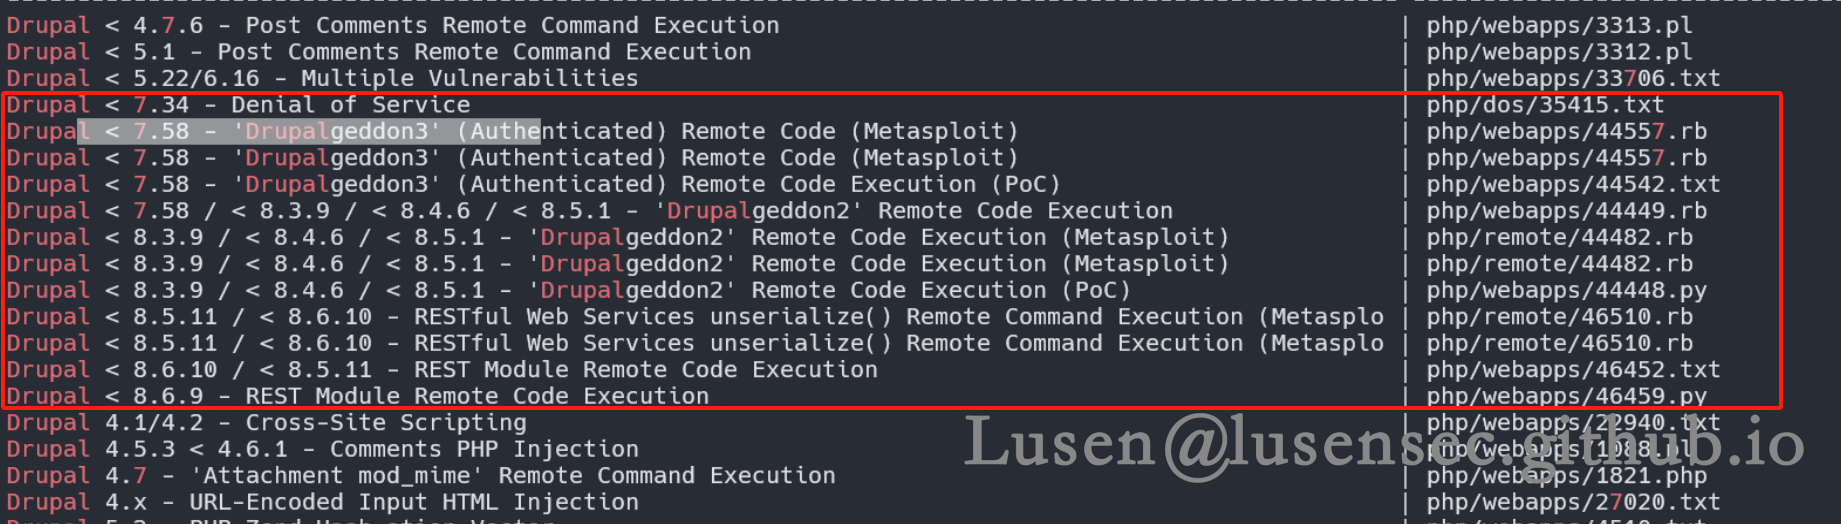 Drupal < 4.7.6 - Post Comments Remote Command Execution | php/webapps/3313.pl
Drupal < 5.1 - Post Comments Remote Command Execution | php/webapps/3312.pl
Drupal < 5.22/6.16 - Multiple Vulnerabilities | php/webapps/33706.txt
Drupal < 7.34 - Denial of Service | php/dos/35415.txt
Drupal < 7.58 - 'Drupalgeddon3' (Authenticated) Remote Code (Metasploit) | php/webapps/44557.rb
Drupal < 7.58 - 'Drupalgeddon3' (Authenticated) Remote Code (Metasploit) | php/webapps/44557.rb
Drupal < 7.58 - 'Drupalgeddon3' (Authenticated) Remote Code Execution (PoC) | php/webapps/44542.txt
Drupal < 7.58 / < 8.3.9 / < 8.4.6 / < 8.5.1 - 'Drupalgeddon2' Remote Code Execution | php/webapps/44449.rb
Drupal < 8.3.9 / < 8.4.6 / < 8.5.1 - 'Drupalgeddon2' Remote Code Execution (Metasploit) | php/remote/44482.rb
Drupal < 8.3.9 / < 8.4.6 / < 8.5.1 - 'Drupalgeddon2' Remote Code Execution (Metasploit) | php/remote/44482.rb
Drupal < 8.3.9 / < 8.4.6 / < 8.5.1 - 'Drupalgeddon2' Remote Code Execution (PoC) | php/webapps/44448.py
Drupal < 8.5.11 / < 8.6.10 - RESTful Web Services unserialize() Remote Command Execution (Metasplo | php/remote/46510.rb
Drupal < 8.5.11 / < 8.6.10 - RESTful Web Services unserialize() Remote Command Execution (Metasplo | php/remote/46510.rb
Drupal < 8.6.10 / < 8.5.11 - REST Module Remote Code Execution | php/webapps/46452.txt
Drupal < 8.6.9 - REST Module Remote Code Execution | php/webapps/46459.py
Drupal 4.1/4.2 - Cross-Site Scripting | php/webapps/22940.txt
Drupal 4.5.3 < 4.6.1 - Comments PHP Injection | php/webapps/1088.pl
Drupal 4.7 - 'Attachment mod_mime' Remote Command Execution | php/webapps/1821.php
Drupal 4.x - URL-Encoded Input HTML Injection | php/webapps/27020.txt
Lusen@lusensec.github.io